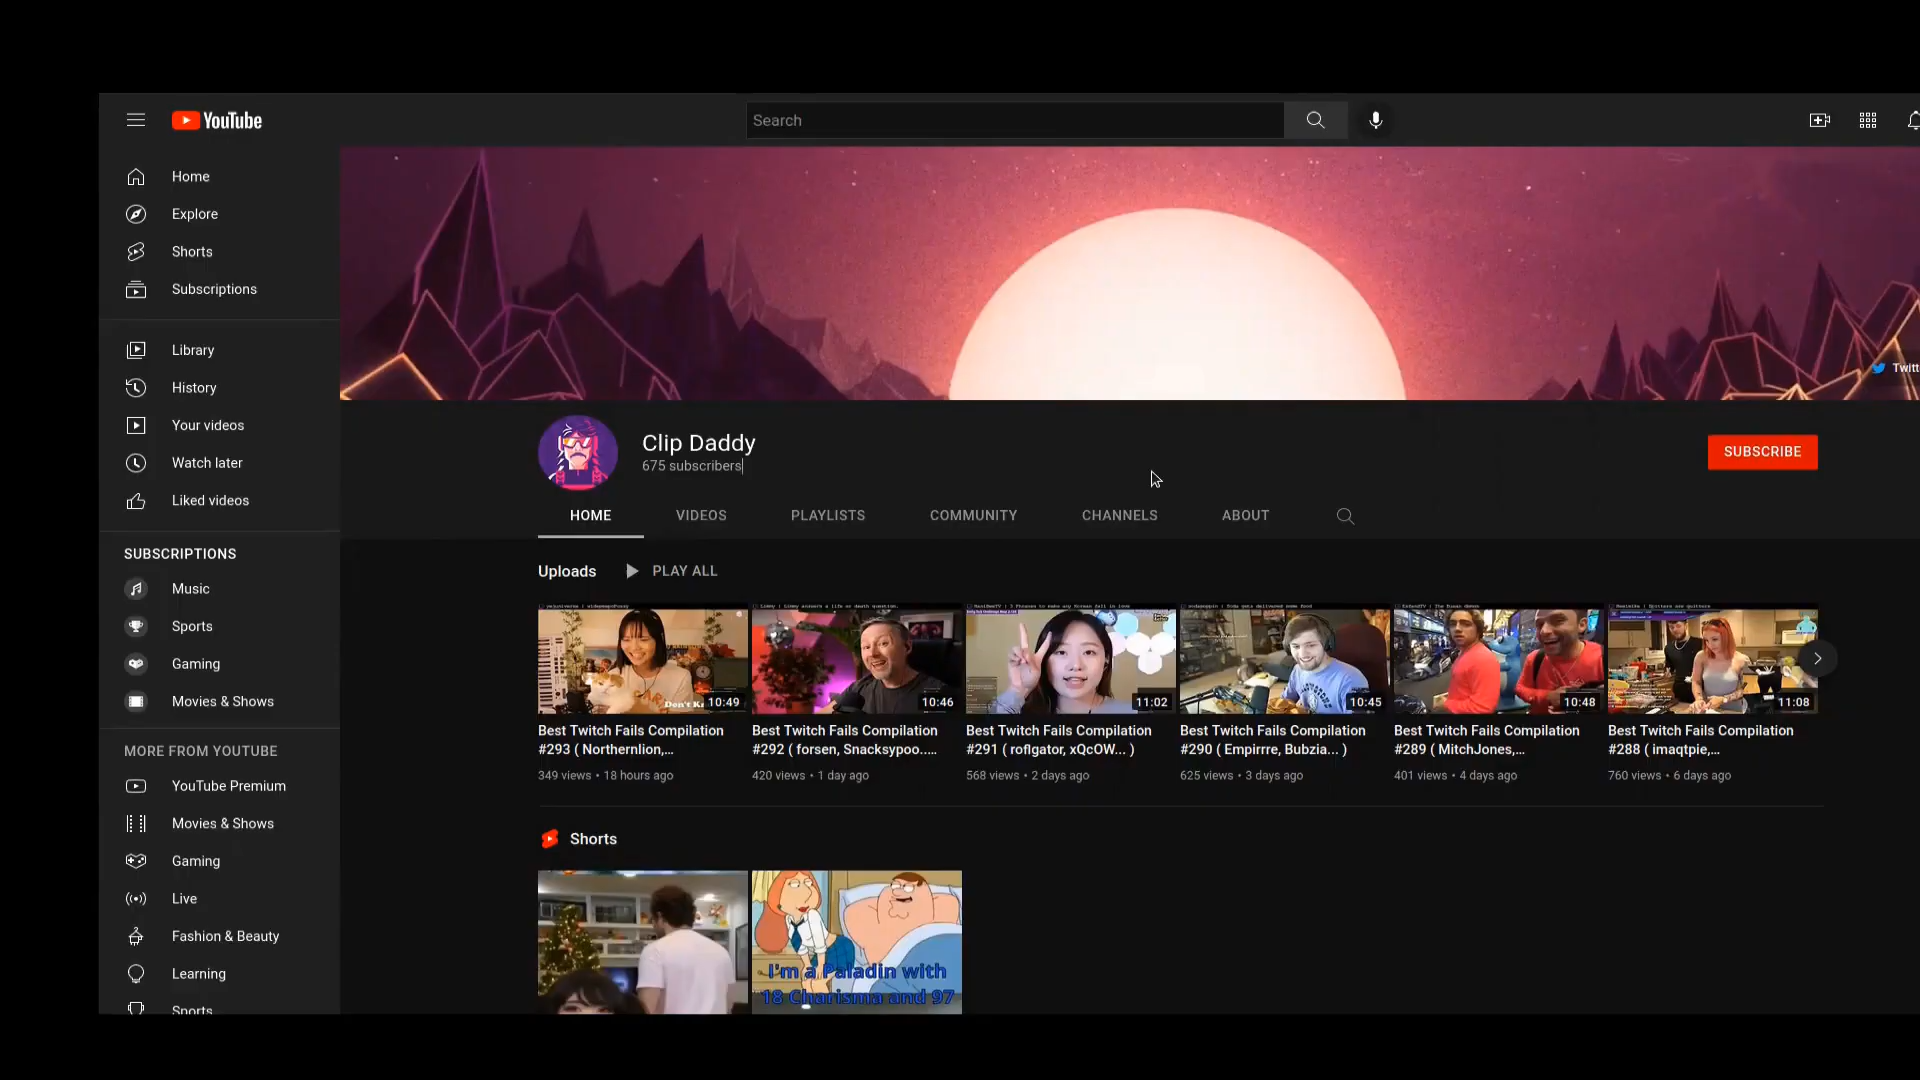 YouTube
Search
Home
Explore
Shorts
Subscriptions
Library
History
Your videos
Watch later
Liked videos
SUBSCRIPTIONS
Music
Sports
Gaming
Movies & Shows
MORE FROM YOUTUBE
YouTube Premium
Movies & Shows
Gaming
Live
Fashion & Beauty
Learning
Sports
Twitt
Clip Daddy
675 subscribers
SUBSCRIBE
HOME VIDEOS PLAYLISTS COMMUNITY CHANNELS ABOUT
Uploads PLAY ALL
10:49 10:46 11:02 10:45 10:48 11:08
Best Twitch Fails Compilation
#293 ( Northernlion,...
349 views • 18 hours ago
Best Twitch Fails Compilation
#292 ( forsen, Snacksypoo.....
420 views • 1 day ago
Best Twitch Fails Compilation
#291 ( roflgator, xQcOW... )
568 views • 2 days ago
Best Twitch Fails Compilation
#290 ( Empirrre, Bubzia... )
625 views • 3 days ago
Best Twitch Fails Compilation
#289 ( MitchJones,...
401 views • 4 days ago
Best Twitch Fails Compilation
#288 ( imaqtpie,...
760 views • 6 days ago
Shorts
I'm a Paladin with
18 Charisma and 97